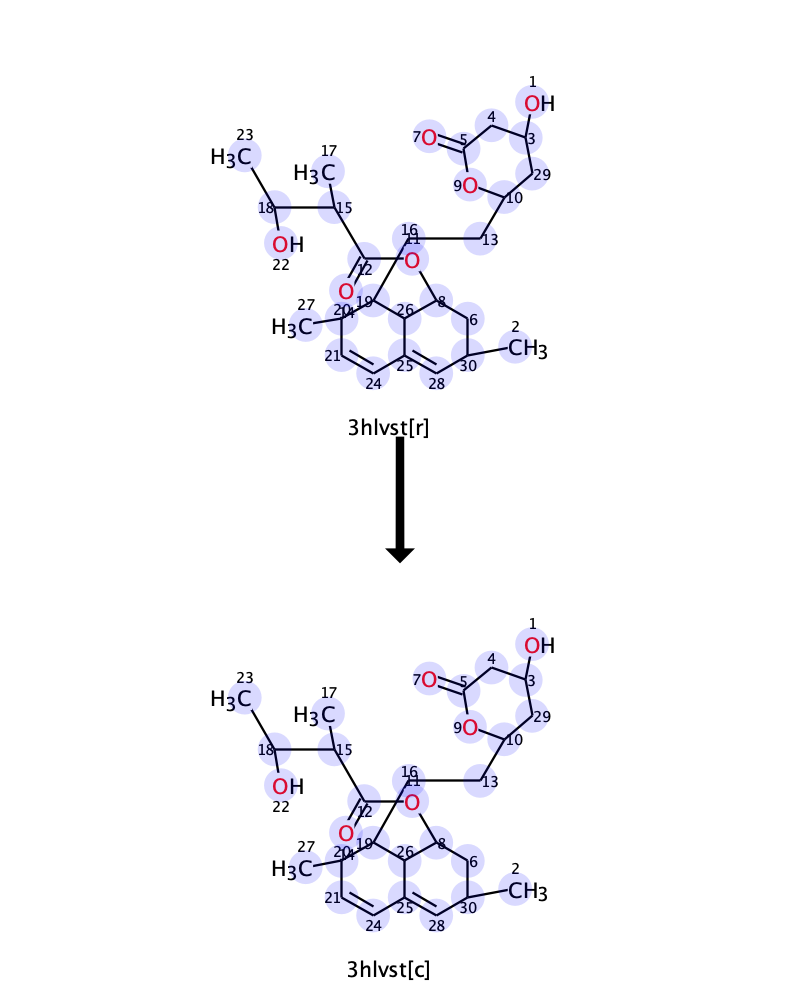 1
OH
4
7 O 5 3
23 17
H₃C H₃C 29
9 O 10
18 15 16
11 13
OH 12 O
22
O 19 8
27 20 14 26 6 2
H₃C
21 25 30 CH₃
24 28
3hlvst[r]
1
OH
4
7 O 5 3
23 17
H₃C H₃C 29
9 O 10
18 15 16
11 13
OH 12 O
22
O 19 8
27 20 14 26 6 2
H₃C
21 25 30 CH₃
24 28
3hlvst[c]